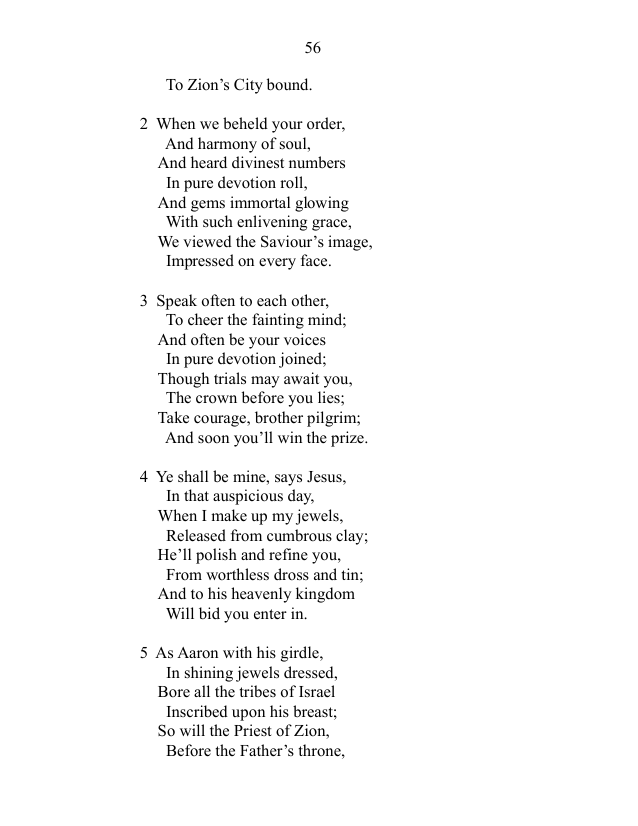 56
To Zion’s City bound.
2 When we beheld your order,
And harmony of soul,
And heard divinest numbers
In pure devotion roll,
And gems immortal glowing
With such enlivening grace,
We viewed the Saviour’s image,
Impressed on every face.
3 Speak often to each other,
To cheer the fainting mind;
And often be your voices
In pure devotion joined;
Though trials may await you,
The crown before you lies;
Take courage, brother pilgrim;
And soon you’ll win the prize.
4 Ye shall be mine, says Jesus,
In that auspicious day,
When I make up my jewels,
Released from cumbrous clay;
He’ll polish and refine you,
From worthless dross and tin;
And to his heavenly kingdom
Will bid you enter in.
5 As Aaron with his girdle,
In shining jewels dressed,
Bore all the tribes of Israel
Inscribed upon his breast;
So will the Priest of Zion,
Before the Father’s throne,